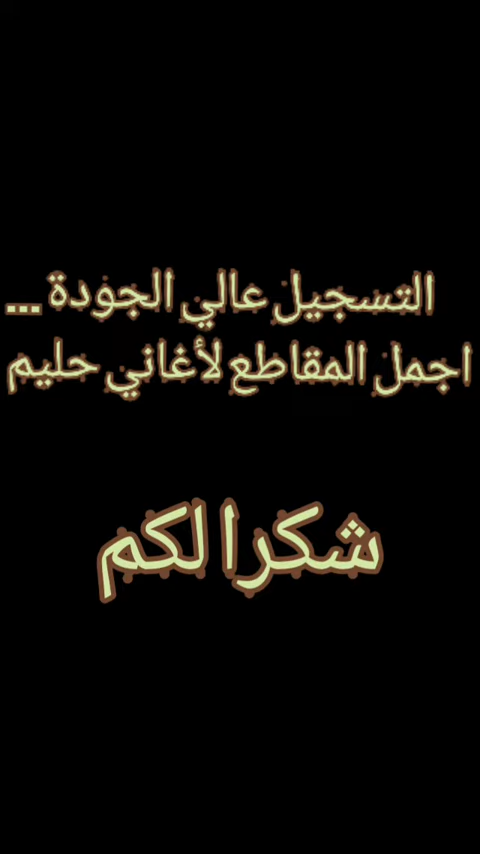 التسجيل عالي الجودة ...
اجمل المقاطع لأغاني حليم
شكرا لكم